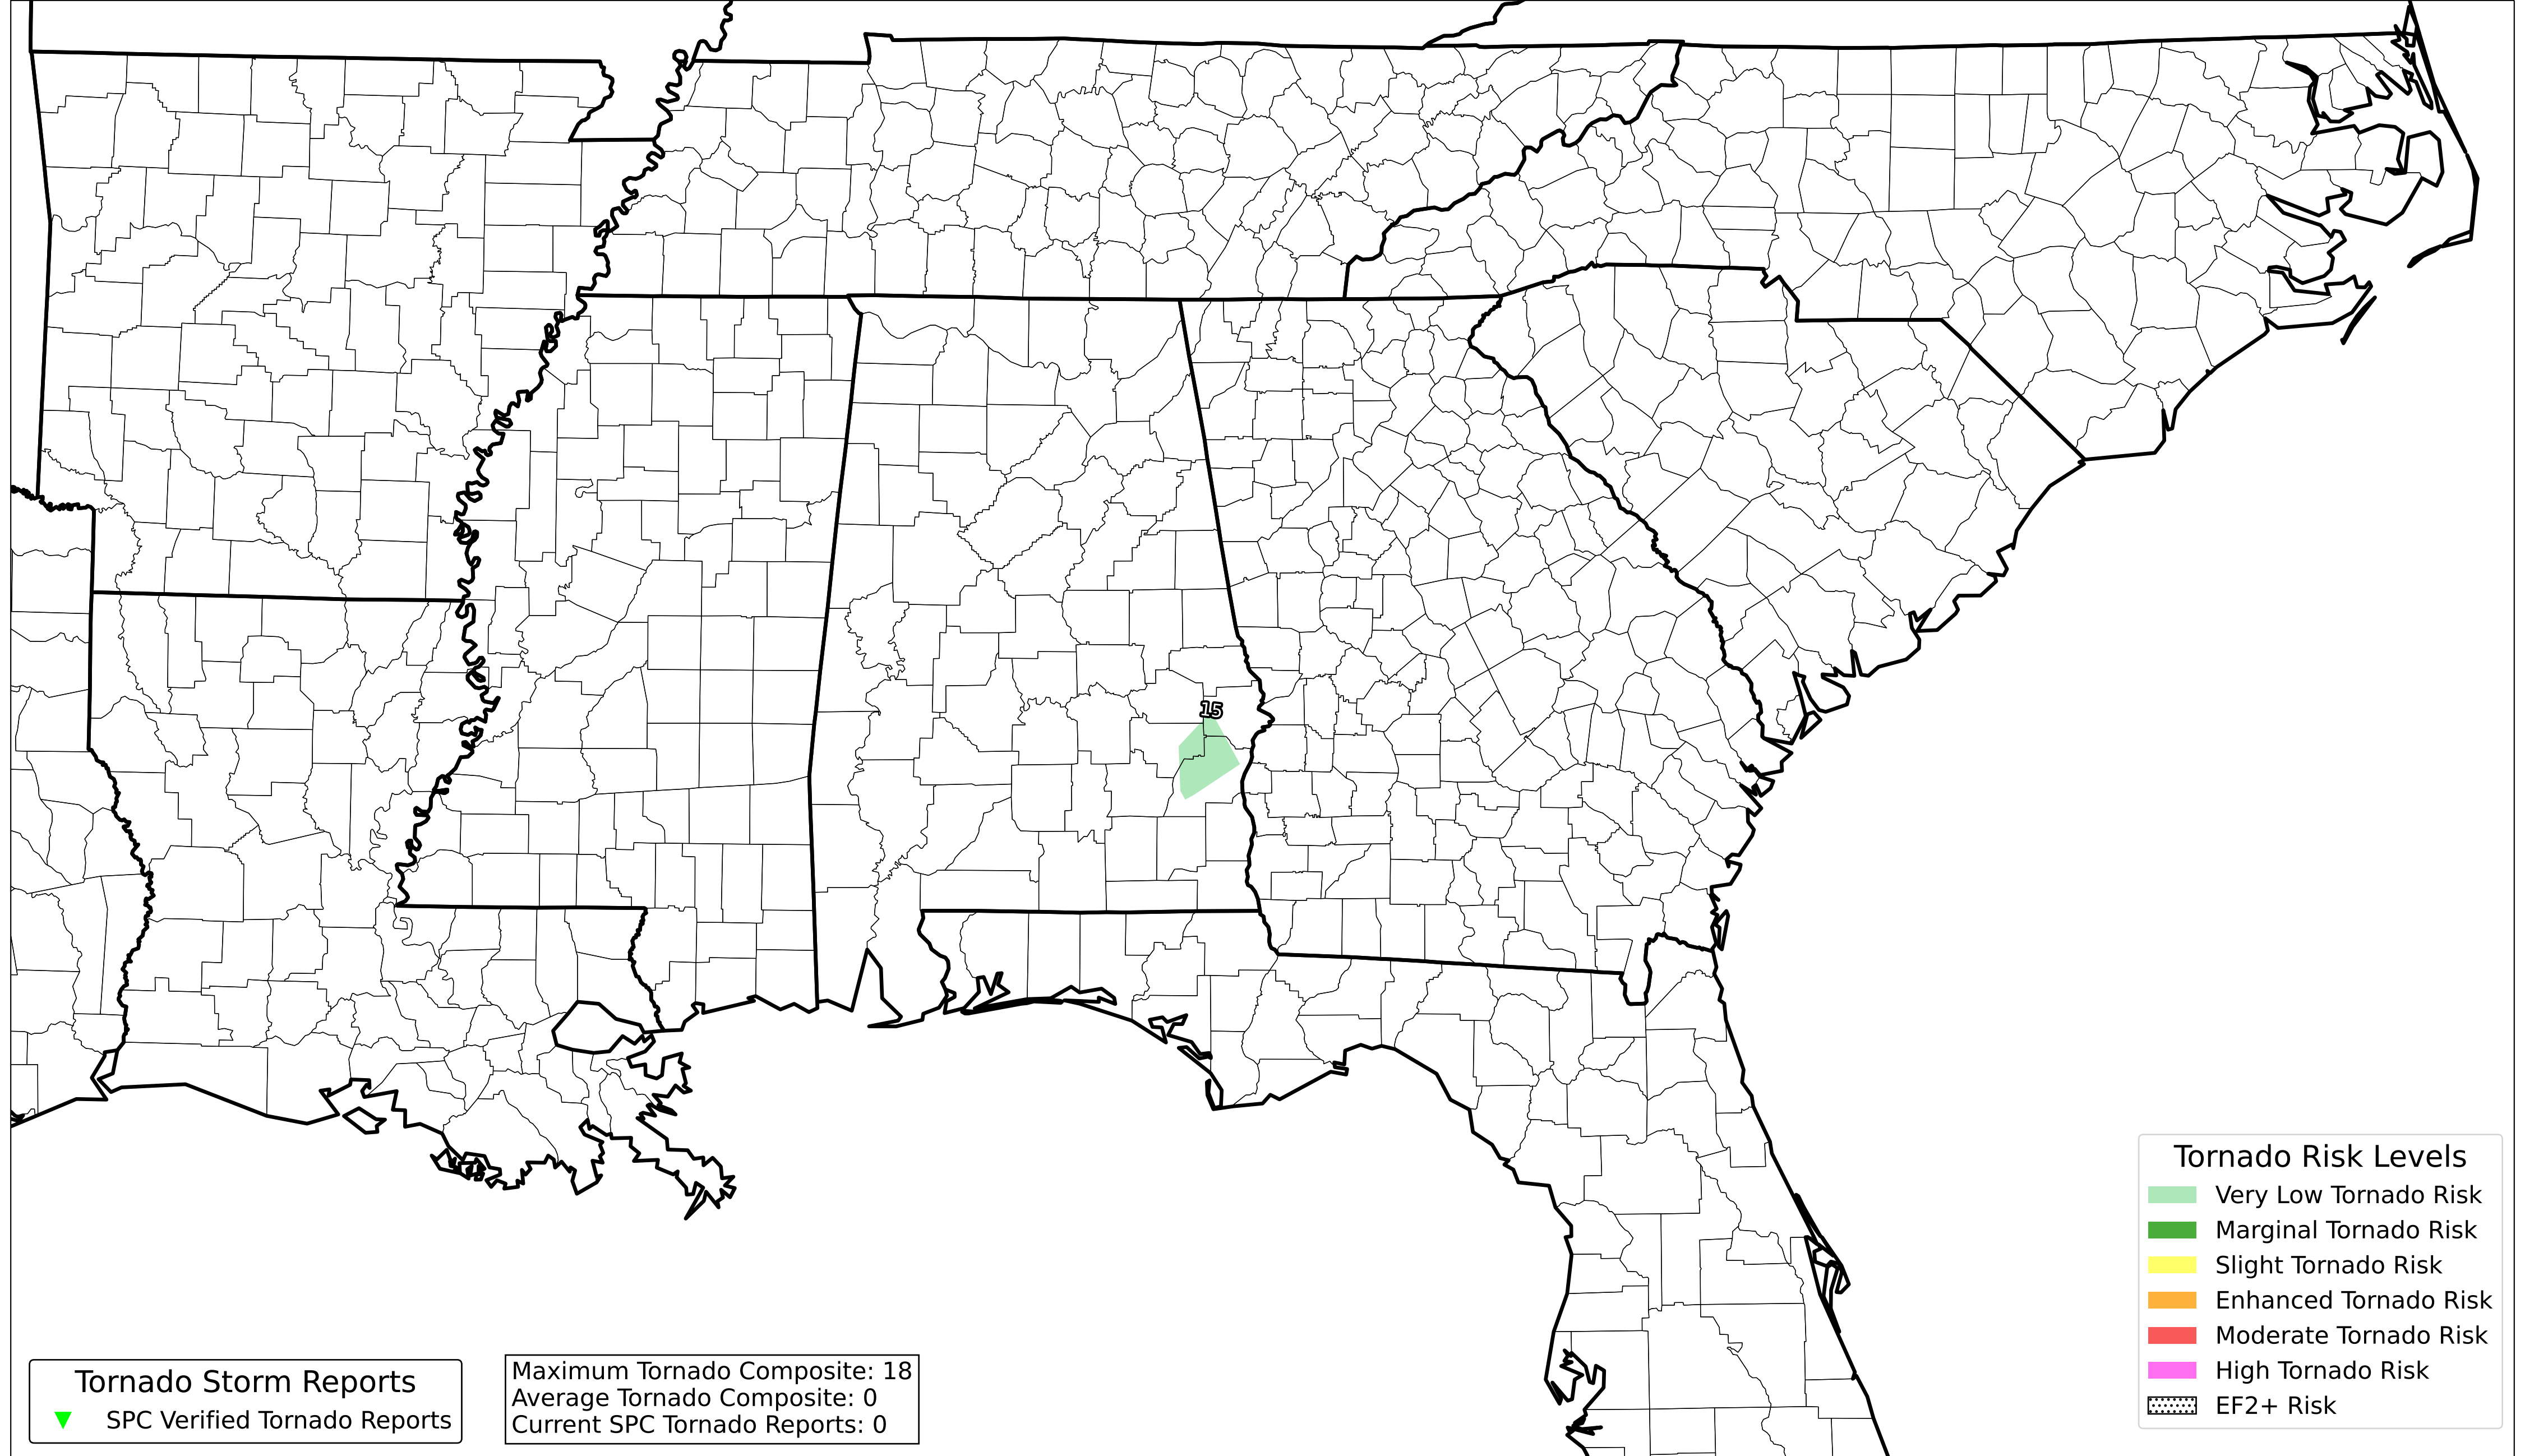 15
Tornado Risk Levels
Very Low Tornado Risk
Marginal Tornado Risk
Slight Tornado Risk
Enhanced Tornado Risk
Moderate Tornado Risk
High Tornado Risk
EF2+ Risk
Tornado Storm Reports
SPC Verified Tornado Reports
Maximum Tornado Composite: 18
Average Tornado Composite: 0
Current SPC Tornado Reports: 0